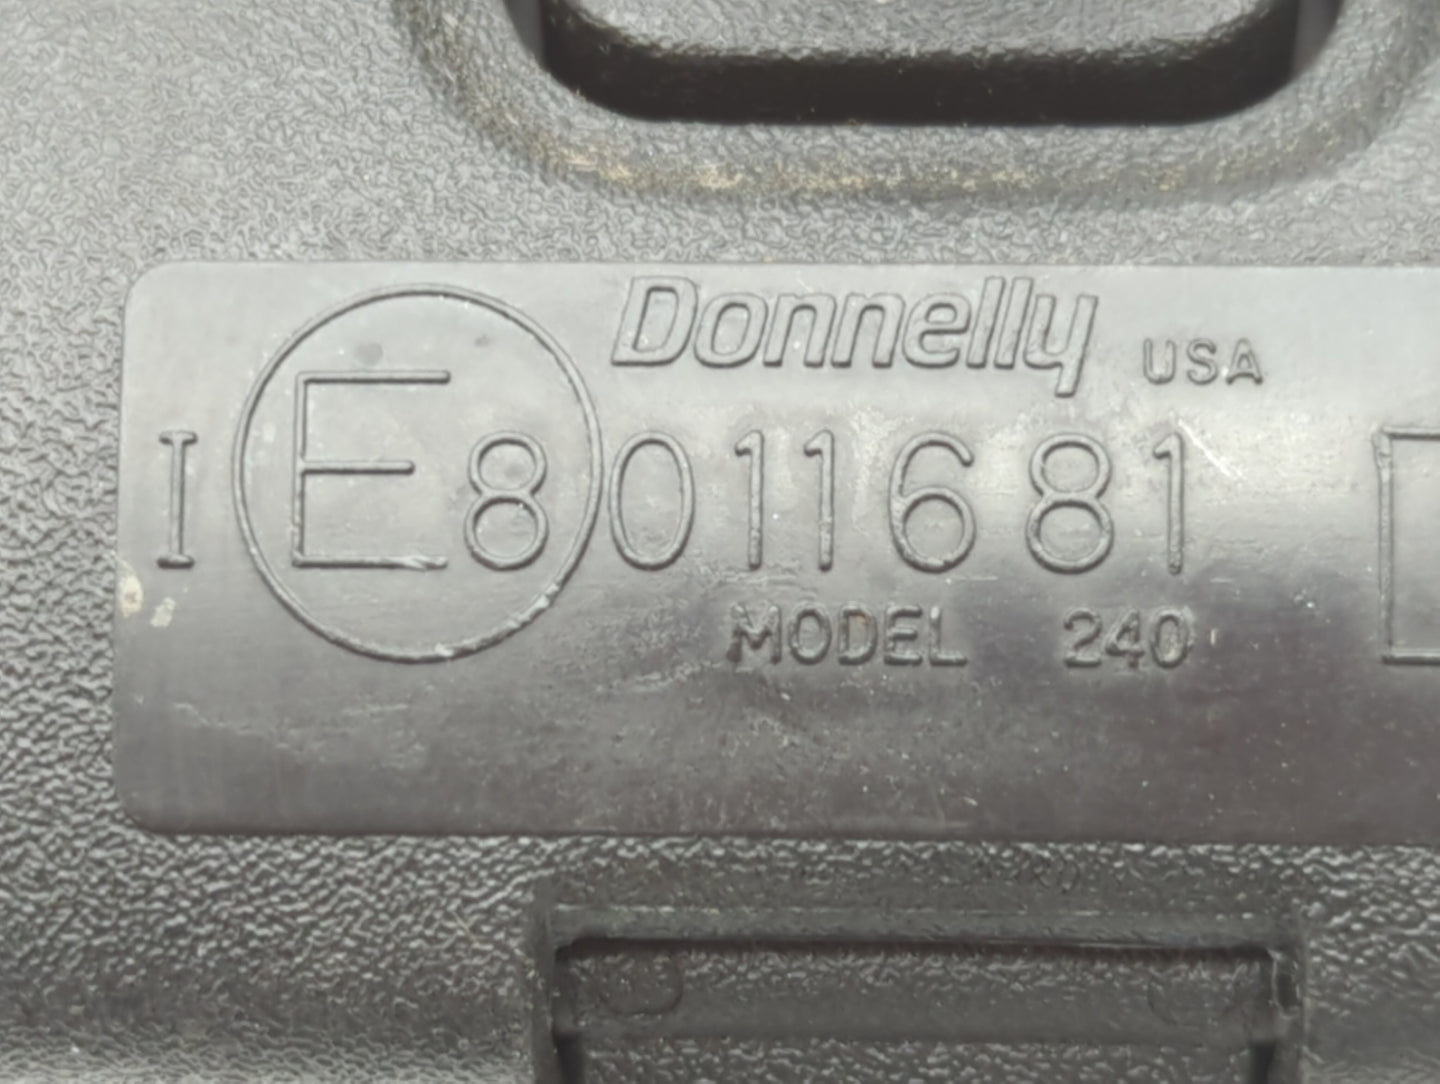 Donnelly USA
I E8 011681
MODEL 240